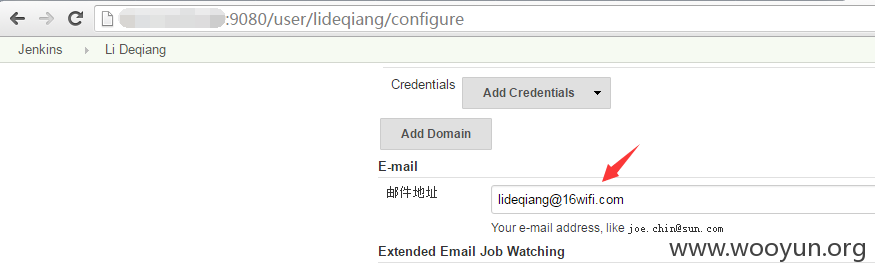 :9080/user/lideqiang/configure
Jenkins Li Deqiang
Credentials Add Credentials
Add Domain
E-mail
邮件地址 lideqiang@16wifi.com
Your e-mail address, like joe.chin@sun.com
Extended Email Job Watching
www.wooyun.org